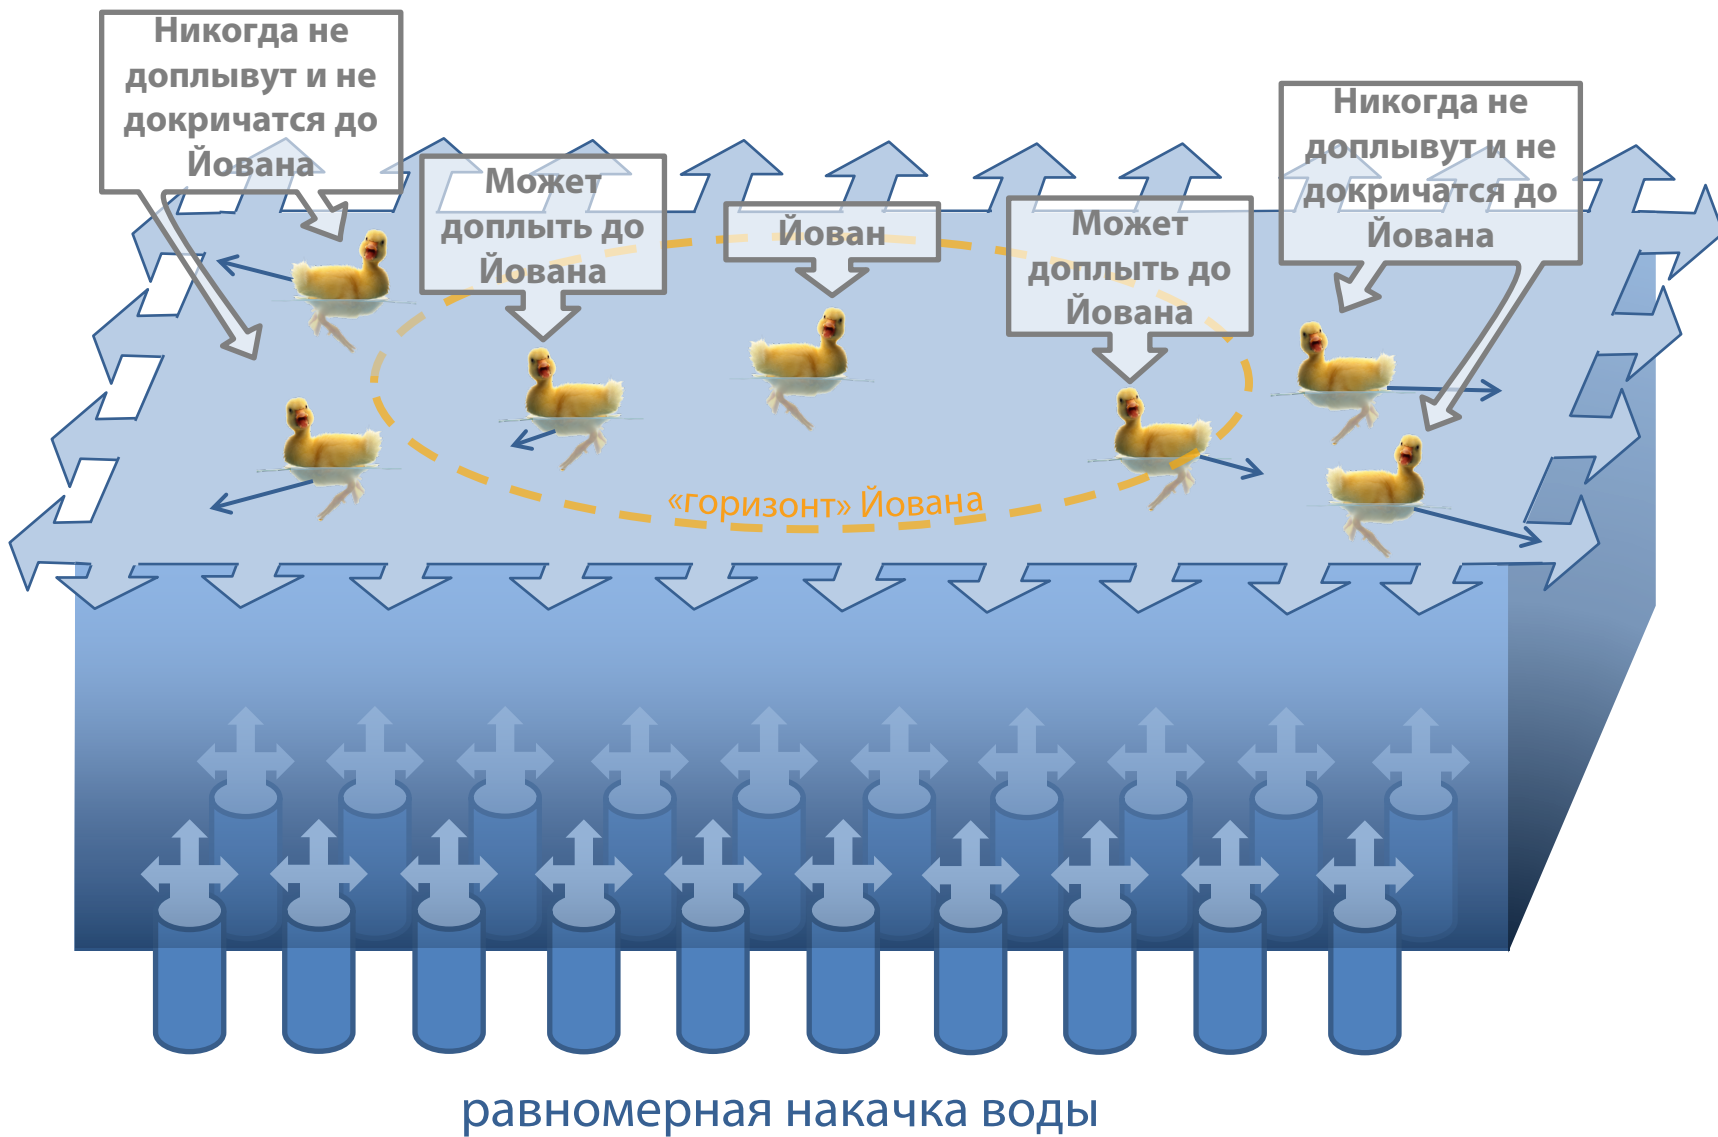 Никогда не
доплывут и не
докричатся до
Йована
Может
доплыть до
Йована
Йован
Может
доплыть до
Йована
Никогда не
доплывут и не
докричатся до
Йована
«горизонт» Йована
равномерная накачка воды